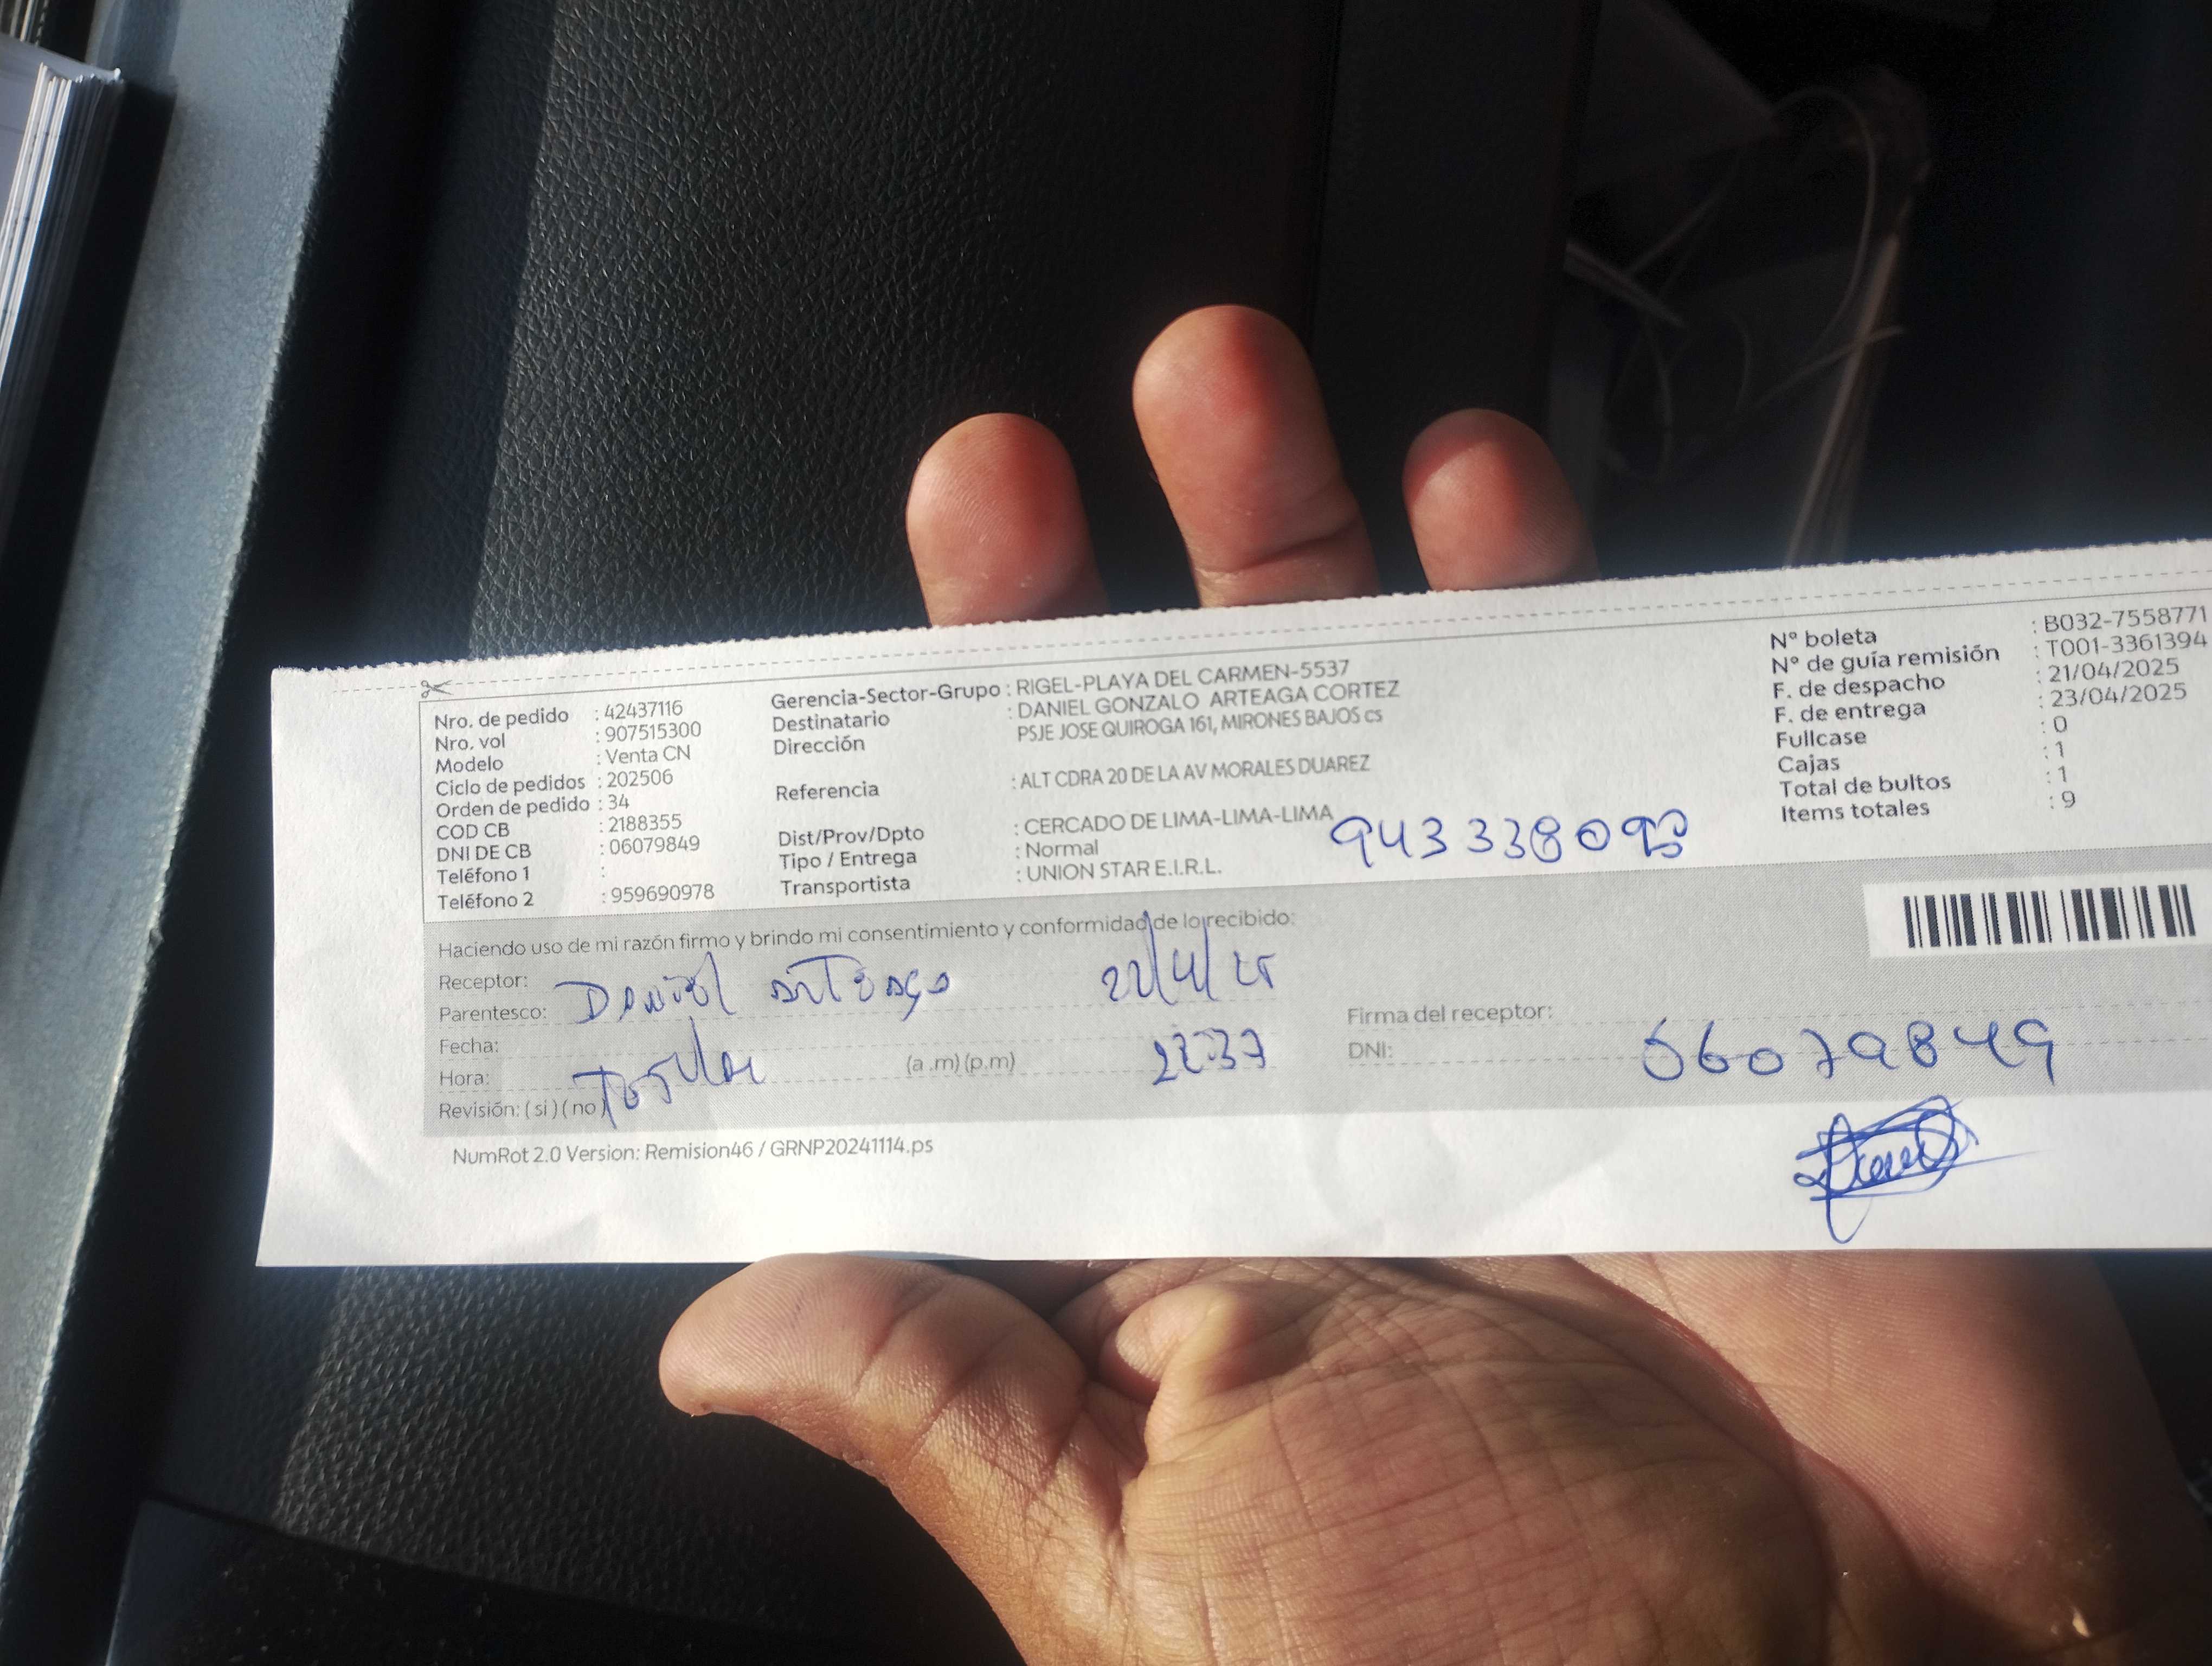 Nro. de pedido : 42437116
Nro. vol : 907515300
Modelo : Venta CN
Ciclo de pedidos : 202506
Orden de pedido : 34
COD CB : 2188355
DNI DE CB : 06079849
Teléfono 1 :
Teléfono 2 : 959690978
Gerencia-Sector-Grupo : RIGEL-PLAYA DEL CARMEN-5537
Destinatario : DANIEL GONZALO ARTEAGA CORTEZ
Dirección PSJE JOSE QUIROGA 161, MIRONES BAJOS cs
Referencia : ALT CDRA 20 DE LA AV MORALES DUAREZ
Dist/Prov/Dpto : CERCADO DE LIMA-LIMA-LIMA
Tipo / Entrega : Normal
Transportista : UNION STAR E.I.R.L.
N° boleta : B032-7558771
N° de guía remisión : T001-3361394
F. de despacho : 21/04/2025
F. de entrega : 23/04/2025
Fullcase : 0
Cajas : 1
Total de bultos : 1
Items totales : 9
Haciendo uso de mi razón firmo y brindo mi consentimiento y conformidad de lo recibido:
Receptor: Daniel Arteaga
Parentesco:
Fecha:
Hora: (a .m) (p.m)
Revisión: ( si ) ( no )
Firma del receptor:
DNI: 06079849
NumRot 2.0 Version: Remision46 / GRNP20241114.ps